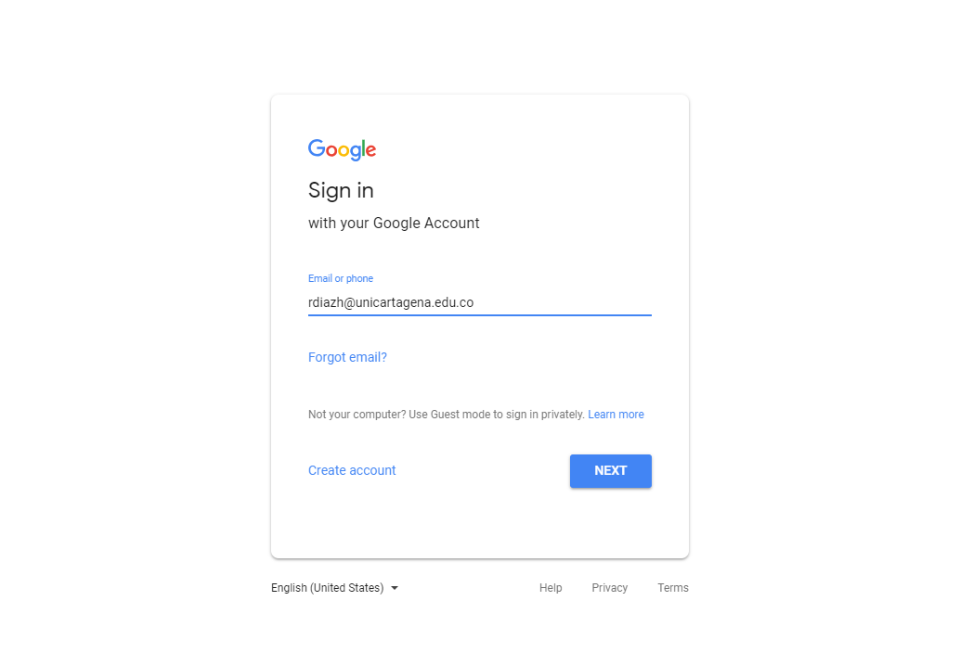 Google
Sign in
with your Google Account
Email or phone
rdiazh@unicartagena.edu.co
Forgot email?
Not your computer? Use Guest mode to sign in privately. Learn more
Create account NEXT
English (United States) Help Privacy Terms